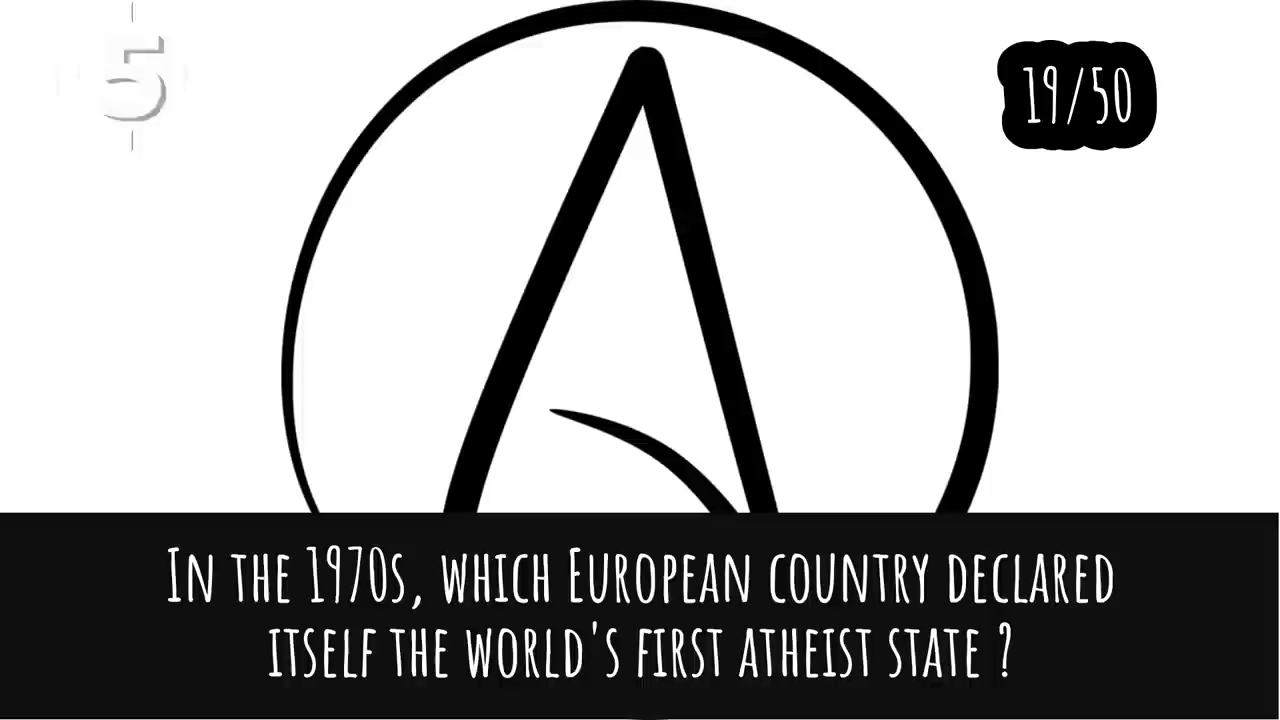 5
19/50
In the 1970s, which European country declared
itself the world's first atheist state ?